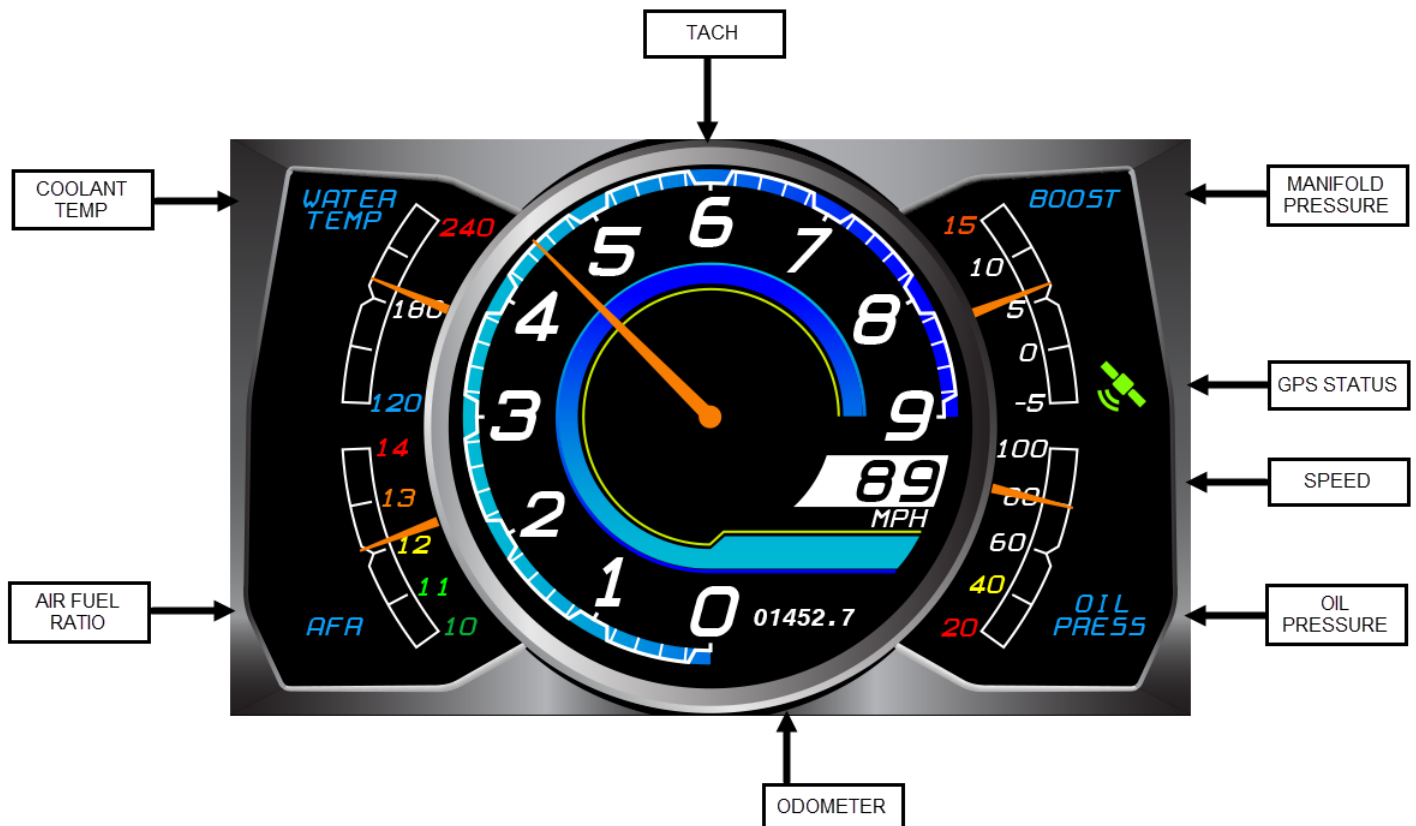 TACH
COOLANT
TEMP
MANIFOLD
PRESSURE
GPS STATUS
SPEED
AIR FUEL
RATIO
OIL
PRESSURE
ODOMETER
WATER
TEMP
240
180
120
14
13
12
11
10
AFR
6
5
7
4
8
3
9
2
1
0
89
MPH
01452.7
BOOST
15
10
5
0
-5
100
80
60
40
20
OIL
PRESS